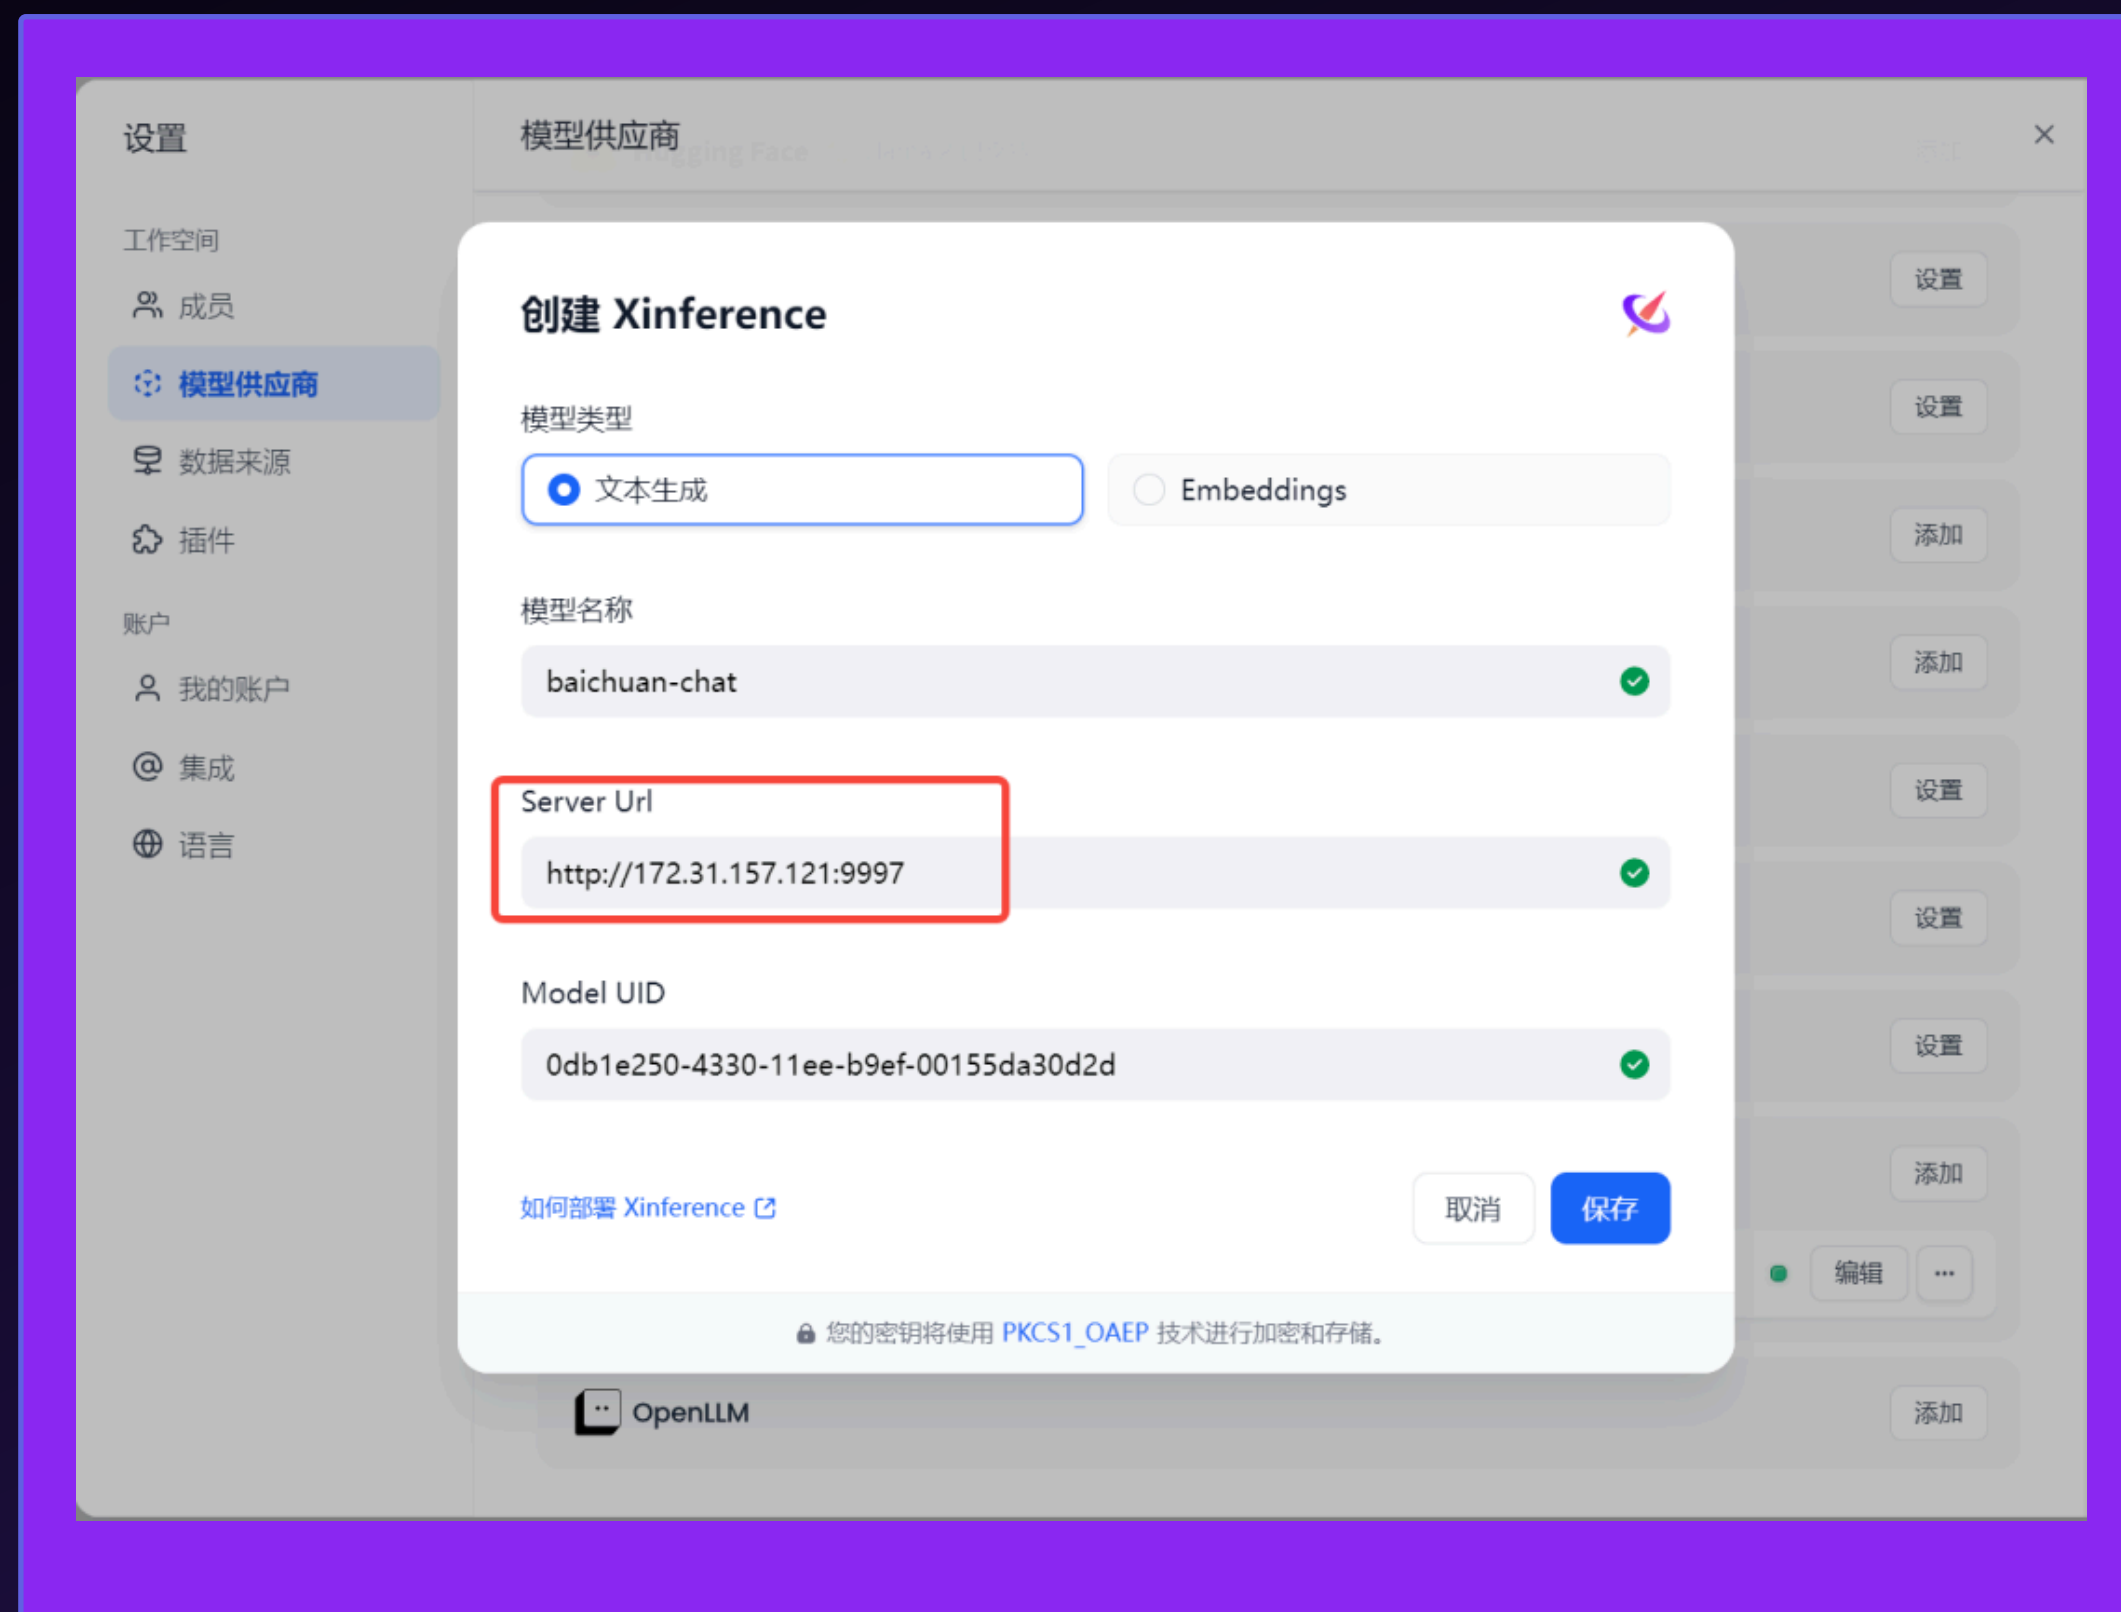 设置
模型供应商
Hugging Face
工作空间
成员
模型供应商
数据来源
插件
账户
我的账户
集成
语言
创建 Xinference
模型类型
文本生成
Embeddings
模型名称
baichuan-chat
Server Url
http://172.31.157.121:9997
Model UID
0db1e250-4330-11ee-b9ef-00155da30d2d
如何部署 Xinference
取消
保存
您的密钥将使用 PKCS1_OAEP 技术进行加密和存储。
设置
设置
添加
添加
设置
设置
设置
添加
编辑
OpenLLM
添加